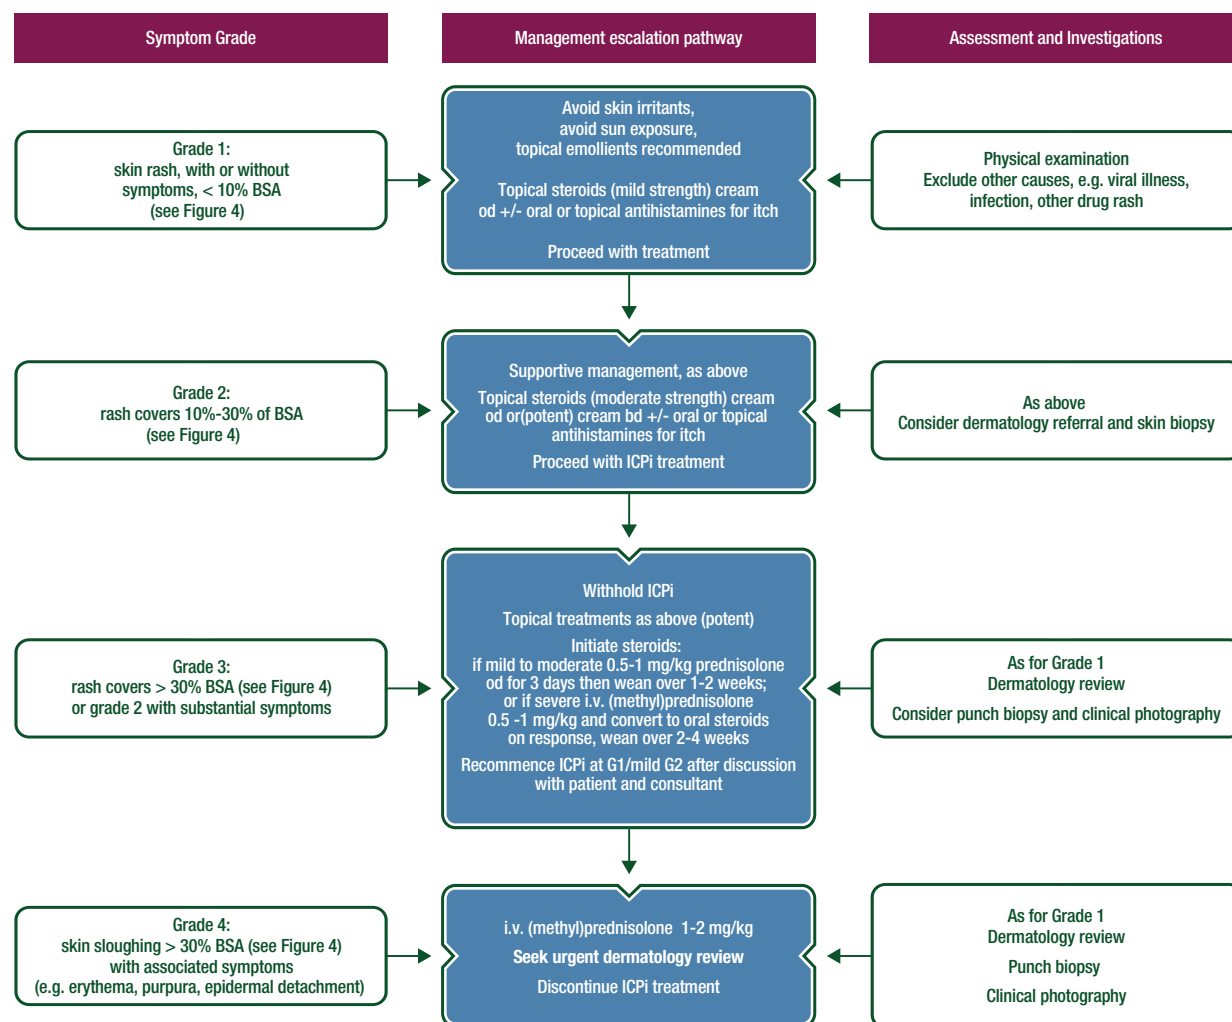 Symptom Grade
Management escalation pathway
Assessment and Investigations
Grade 1:
skin rash, with or without
symptoms, < 10% BSA
(see Figure 4)
Avoid skin irritants,
avoid sun exposure,
topical emollients recommended
Topical steroids (mild strength) cream
od +/- oral or topical antihistamines for itch
Proceed with treatment
Physical examination
Exclude other causes, e.g. viral illness,
infection, other drug rash
Grade 2:
rash covers 10%-30% of BSA
(see Figure 4)
Supportive management, as above
Topical steroids (moderate strength) cream
od or(potent) cream bd +/- oral or topical
antihistamines for itch
Proceed with ICPi treatment
As above
Consider dermatology referral and skin biopsy
Grade 3:
rash covers > 30% BSA (see Figure 4)
or grade 2 with substantial symptoms
Withhold ICPi
Topical treatments as above (potent)
Initiate steroids:
if mild to moderate 0.5-1 mg/kg prednisolone
od for 3 days then wean over 1-2 weeks;
or if severe i.v. (methyl)prednisolone
0.5 -1 mg/kg and convert to oral steroids
on response, wean over 2-4 weeks
Recommence ICPi at G1/mild G2 after discussion
with patient and consultant
As for Grade 1
Dermatology review
Consider punch biopsy and clinical photography
Grade 4:
skin sloughing > 30% BSA (see Figure 4)
with associated symptoms
(e.g. erythema, purpura, epidermal detachment)
i.v. (methyl)prednisolone 1-2 mg/kg
Seek urgent dermatology review
Discontinue ICPi treatment
As for Grade 1
Dermatology review
Punch biopsy
Clinical photography